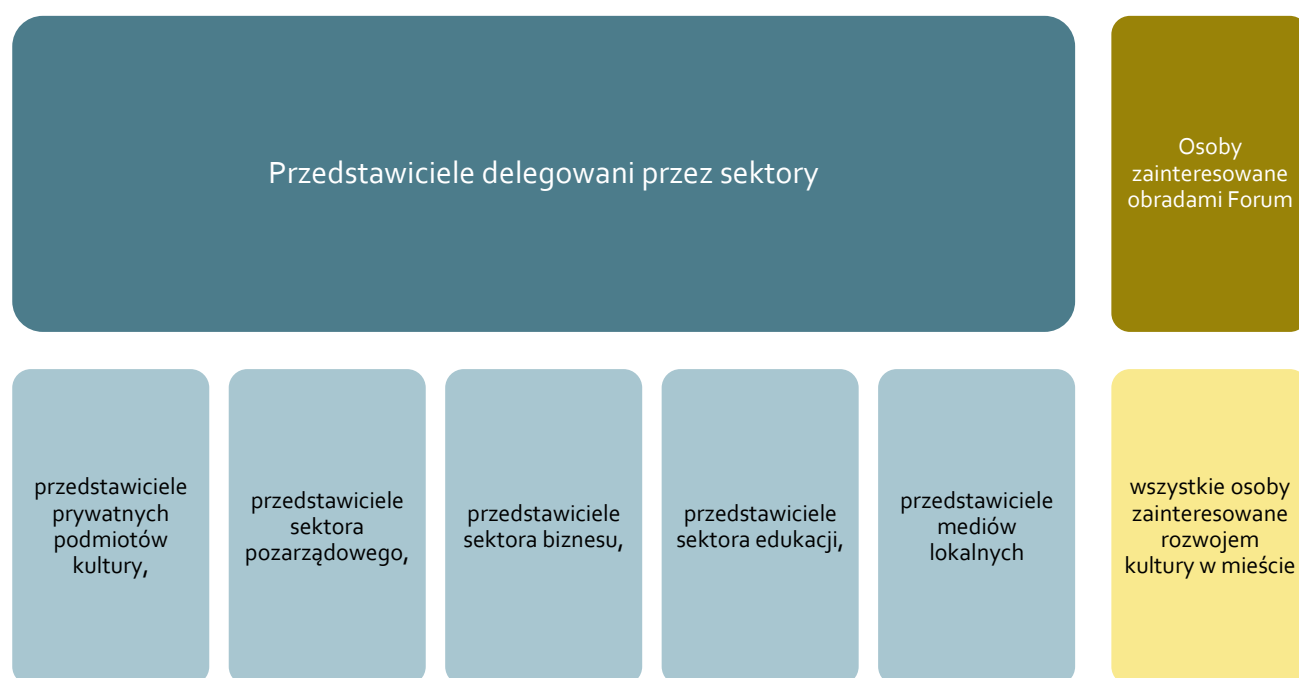 Przedstawiciele delegowani przez sektory
Osoby
zainteresowane
obradami Forum
przedstawiciele
prywatnych
podmiotów
kultury,
przedstawiciele
sektora
pozarządowego,
przedstawiciele
sektora biznesu,
przedstawiciele
sektora edukacji,
przedstawiciele
mediów
lokalnych
wszystkie osoby
zainteresowane
rozwojem
kultury w mieście